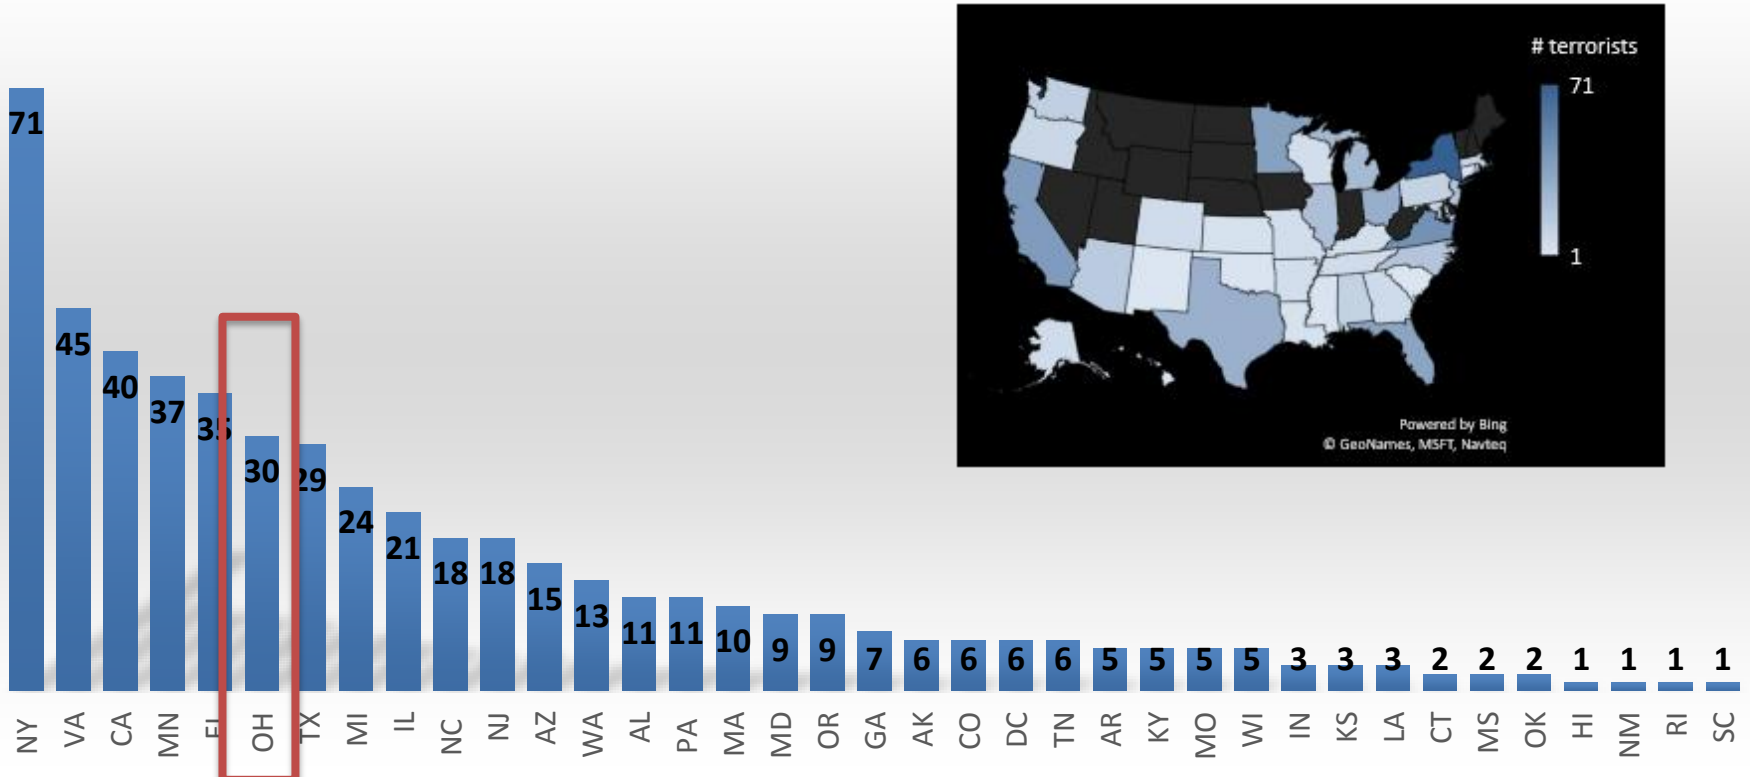 # terrorists
71
1
Powered by Bing
© GeoNames, MSFT, Navteq
71 45 40 37 35 30 29 24 21 18 18 15 13 11 11 10 9 9 7 6 6 6 6 5 5 5 5 3 3 3 2 2 2 1 1 1 1
NY VA CA MN FL OH TX MI IL NC NJ AZ WA AL PA MA MD OR GA AK CO DC TN AR KY MO WI IN KS LA CT MS OK HI NM RI SC